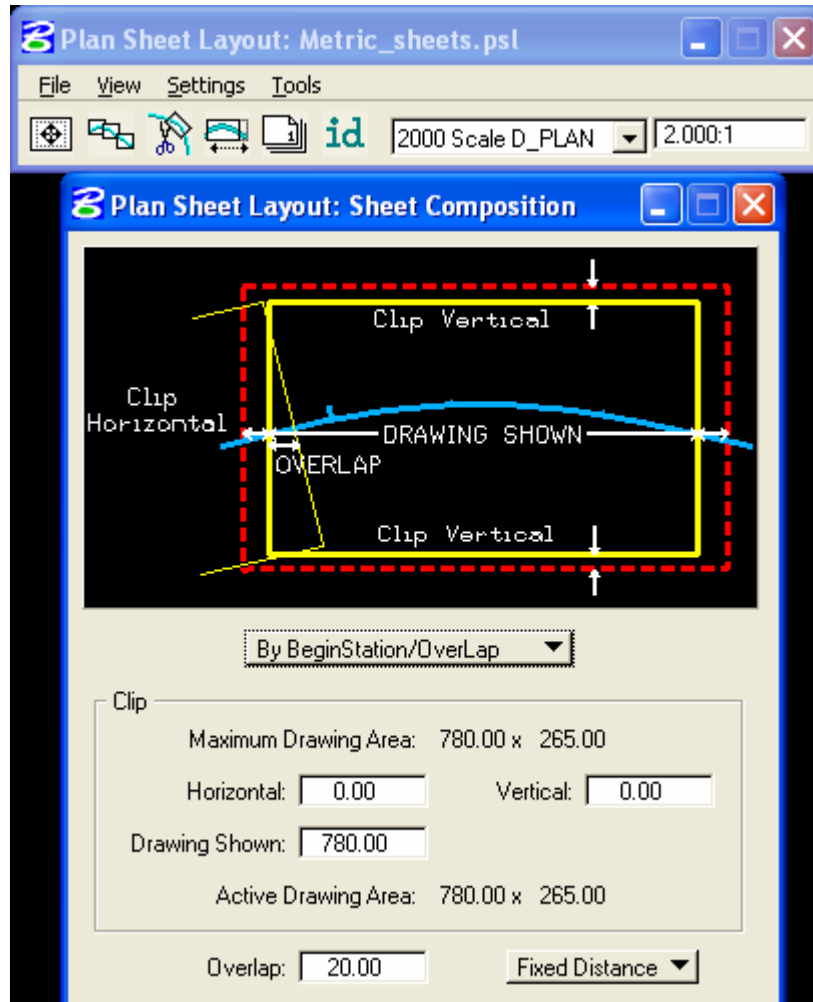 Plan Sheet Layout: Metric_sheets.psl
File View Settings Tools
1 id 2000 Scale D_PLAN 2.000:1
Plan Sheet Layout: Sheet Composition
Clip Vertical
Clip
Horizontal
DRAWING SHOWN
OVERLAP
Clip Vertical
By BeginStation/OverLap
Clip
Maximum Drawing Area: 780.00 x 265.00
Horizontal: 0.00 Vertical: 0.00
Drawing Shown: 780.00
Active Drawing Area: 780.00 x 265.00
Overlap: 20.00 Fixed Distance